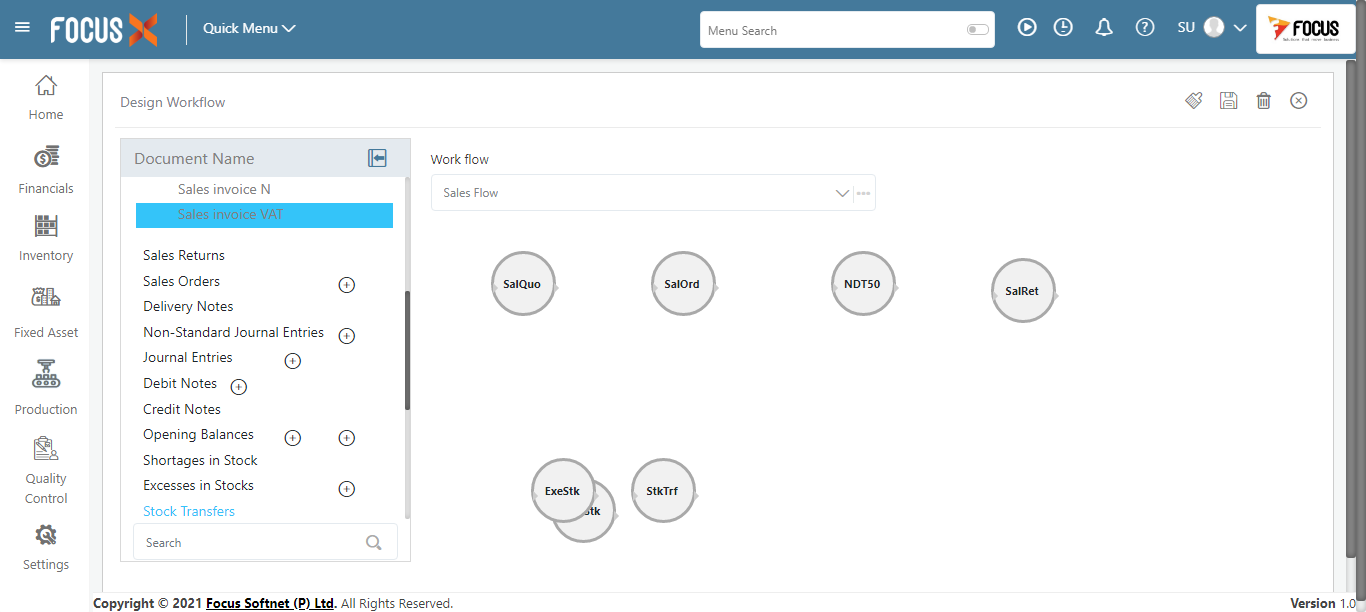 FOCUS X
Quick Menu
Menu Search
SU
FOCUS
Home
Financials
Inventory
Fixed Asset
Production
Quality
Control
Settings
Design Workflow
Document Name
Sales invoice N
Sales invoice VAT
Sales Returns
Sales Orders
Delivery Notes
Non-Standard Journal Entries
Journal Entries
Debit Notes
Credit Notes
Opening Balances
Shortages in Stock
Excesses in Stocks
Stock Transfers
Search
Work flow
Sales Flow
SalQuo
SalOrd
NDT50
SalRet
ExeStk
Stk
StkTrf
Copyright © 2021 Focus Softnet (P) Ltd. All Rights Reserved.
Version 1.0